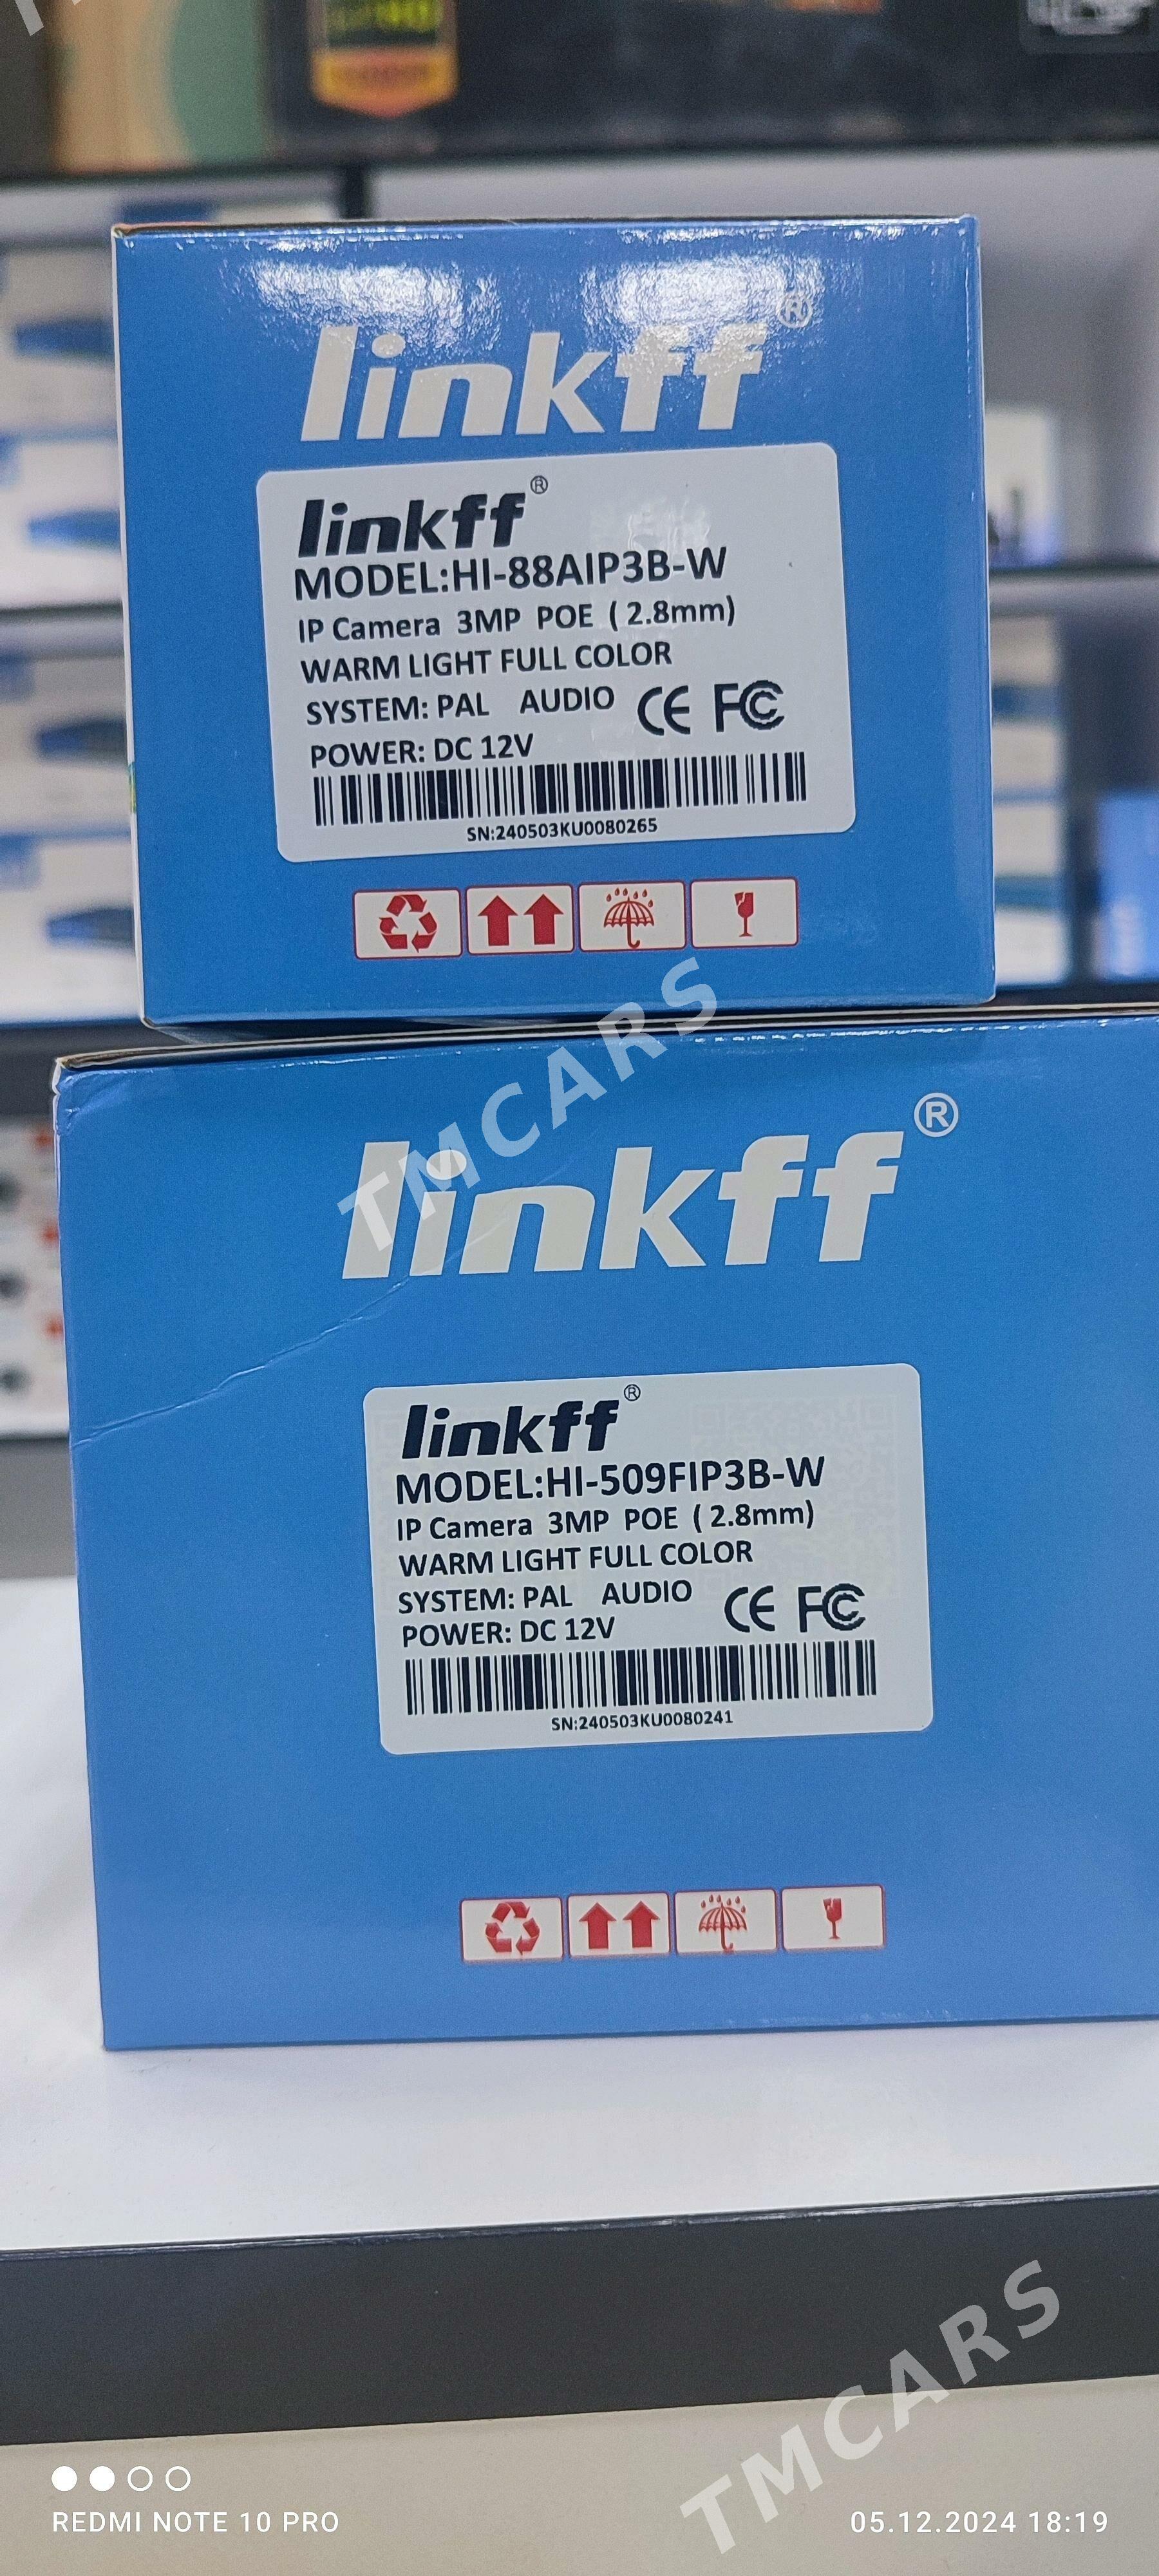 linkff®
linkff®
MODEL:HI-88AIP3B-W
IP Camera 3MP POE ( 2.8mm)
WARM LIGHT FULL COLOR
SYSTEM: PAL AUDIO CE FC
POWER: DC 12V
SN:240503KU0080265
TMCARS
linkff®
linkff®
MODEL:HI-509FIP3B-W
IP Camera 3MP POE ( 2.8mm)
WARM LIGHT FULL COLOR
SYSTEM: PAL AUDIO CE FC
POWER: DC 12V
SN:240503KU0080241
TMCARS
REDMI NOTE 10 PRO
05.12.2024 18:19